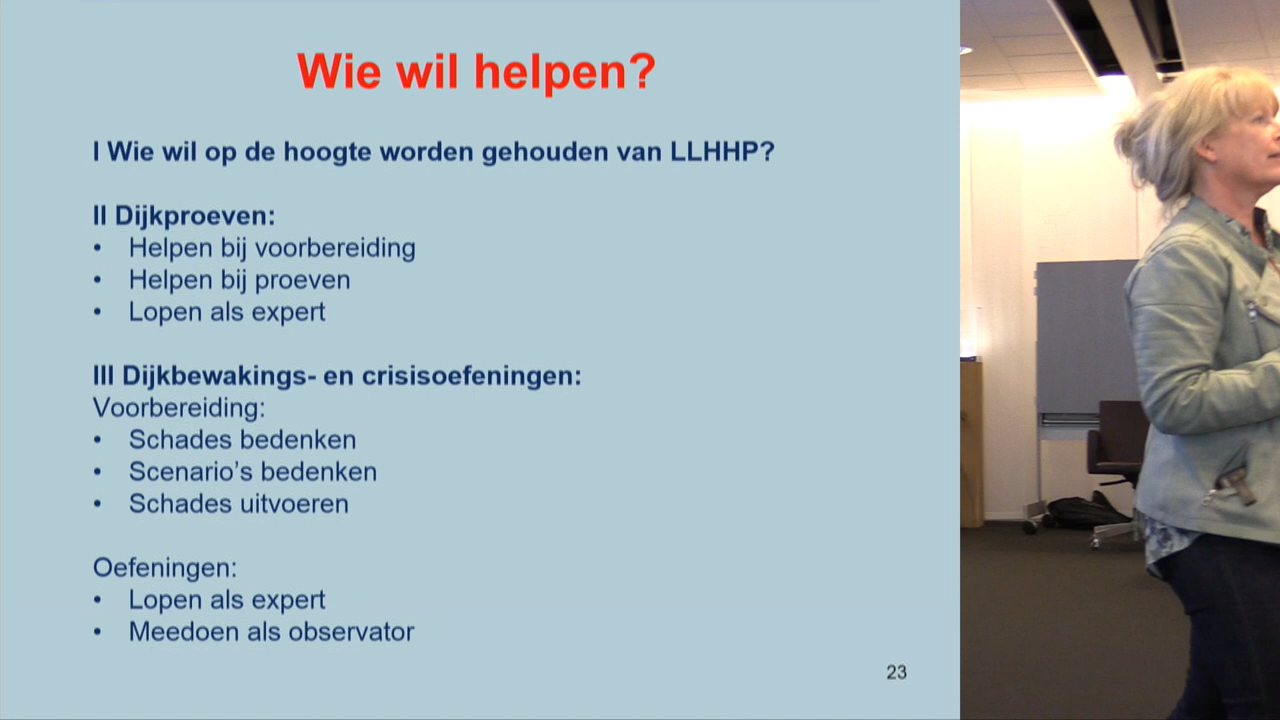 Wie wil helpen?
I Wie wil op de hoogte worden gehouden van LLHHP?
II Dijkproeven:
• Helpen bij voorbereiding
• Helpen bij proeven
• Lopen als expert
III Dijkbewakings- en crisisoefeningen:
Voorbereiding:
• Schades bedenken
• Scenario's bedenken
• Schades uitvoeren
Oefeningen:
• Lopen als expert
• Meedoen als observator
23